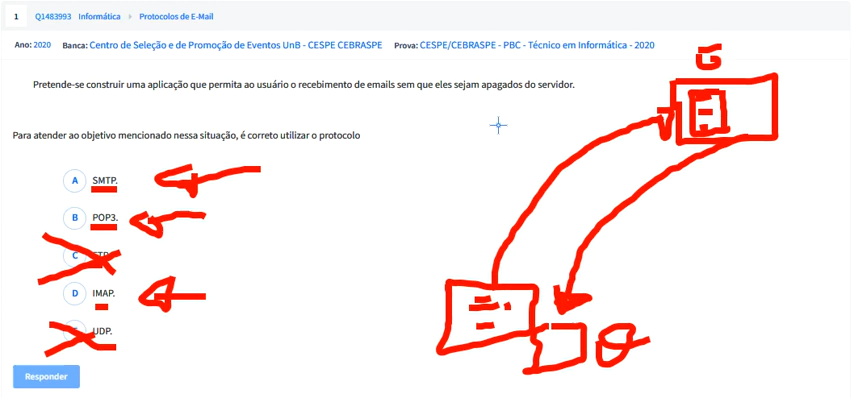 1 Q1483993 Informática > Protocolos de E-Mail
Ano: 2020 Banca: Centro de Seleção e de Promoção de Eventos UnB - CESPE CEBRASPE Prova: CESPE/CEBRASPE - PBC - Técnico em Informática - 2020
G
Pretende-se construir uma aplicação que permita ao usuário o recebimento de emails sem que eles sejam apagados do servidor.
Para atender ao objetivo mencionado nessa situação, é correto utilizar o protocolo
A SMTP.
B POP3.
C FTP.
D IMAP.
E UDP.
Responder